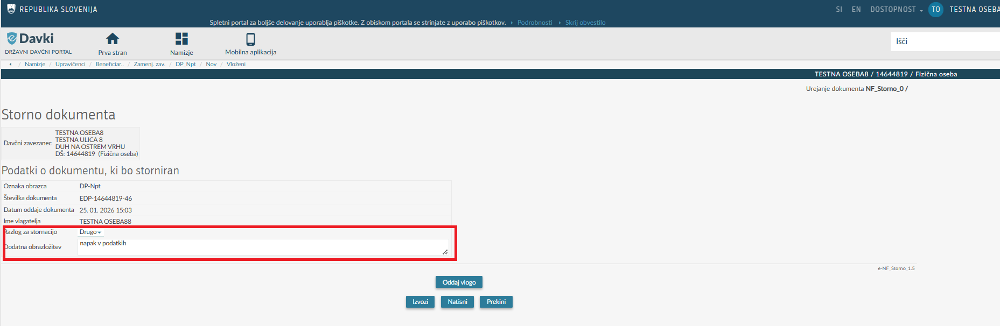 REPUBLIKA SLOVENIJA
SI EN DOSTOPNOST TO TESTNA OSEBA
Spletni portal za boljše delovanje uporablja piškotke. Z obiskom portala se strinjate z uporabo piškotkov. Podrobnosti Skrij obvestilo
e Davki
DRŽAVNI DAVČNI PORTAL
Prva stran
Namizje
Mobilna aplikacija
Išči
/ Namizje / Upravičenci / Beneficiar.. / Zamenj. zav. / DP_Npt / Nov / Vloženi
TESTNA OSEBA8 / 14644819 / Fizična oseba
Urejanje dokumenta NF_Storno_0 /
Storno dokumenta
Davčni zavezanec
TESTNA OSEBA8
TESTNA ULICA 8
DUH NA OSTREM VRHU
DŠ: 14644819 (Fizična oseba)
Podatki o dokumentu, ki bo storniran
Oznaka obrazca DP-Npt
Številka dokumenta EDP-14644819-46
Datum oddaje dokumenta 25. 01. 2026 15:03
Ime vlagatelja TESTNA OSEBA88
Razlog za stornacijo Drugo
Dodatna obrazložitev napak v podatkih
e-NF_Storno_1.5
Oddaj vlogo
Izvozi Natisni Prekini